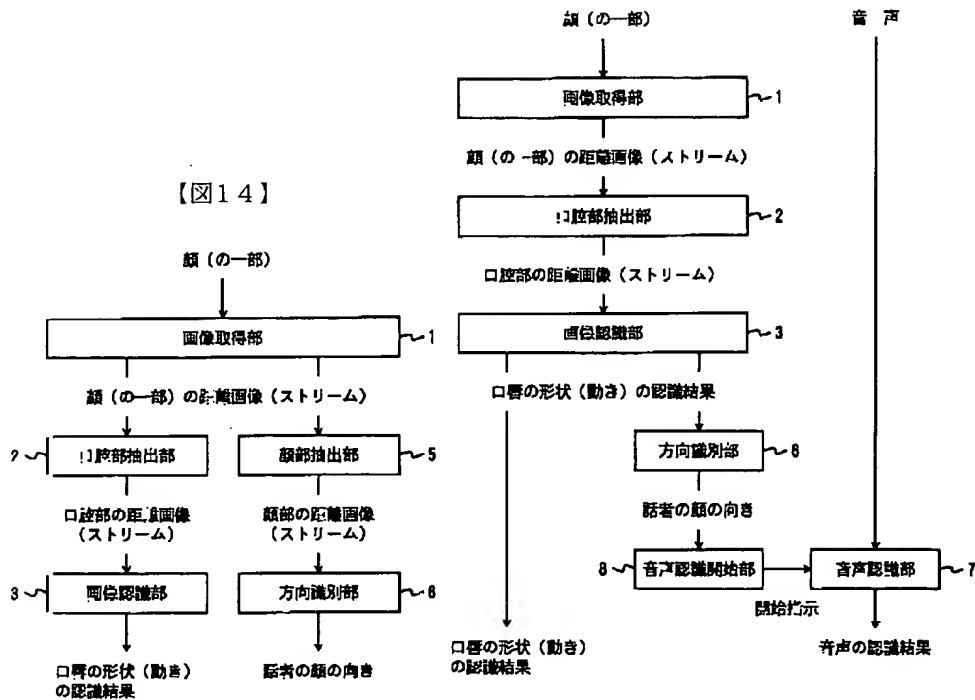 【図14】
顔（の一部）
画像取得部
1
顔（の一部）の距離画像（ストリーム）
2
口腔部抽出部
顔部抽出部
5
口腔部の距離画像
（ストリーム）
顔部の距離画像
（ストリーム）
3
画像認識部
方向識別部
6
口唇の形状（動き）
の認識結果
話者の顔の向き
顔（の一部）
音 声
画像取得部
1
顔（の一部）の距離画像（ストリーム）
口腔部抽出部
2
口腔部の距離画像（ストリーム）
画像認識部
3
口唇の形状（動き）の認識結果
方向識別部
6
話者の顔の向き
8
音声認識開始部
音声認識部
7
開始指示
口唇の形状（動き）
の認識結果
音声の認識結果